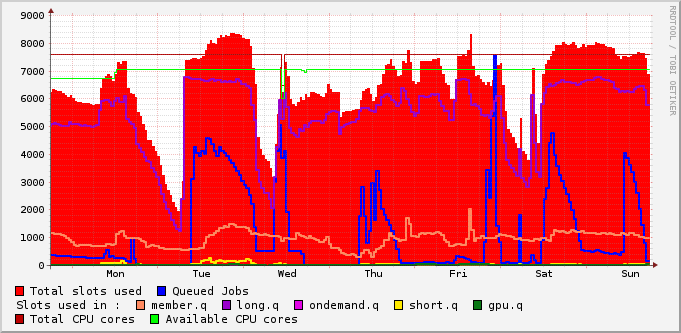 9000
8000
7000
6000
5000
4000
3000
2000
1000
0
Mon Tue Wed Thu Fri Sat Sun
RRDTOOL / TOBI OETIKER
Total slots used Queued Jobs
Slots used in : member.q long.q ondemand.q short.q gpu.q
Total CPU cores Available CPU cores